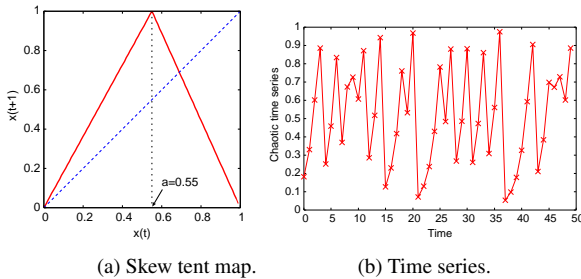 1
0.8
0.6
0.4
0.2
0
x(t+1)
a=0.55
0 0.2 0.4 0.6 0.8 1
x(t)
1
0.9
0.8
0.7
0.6
0.5
0.4
0.3
0.2
0.1
0
Chaotic time series
0 5 10 15 20 25 30 35 40 45 50
Time
(a) Skew tent map.
(b) Time series.